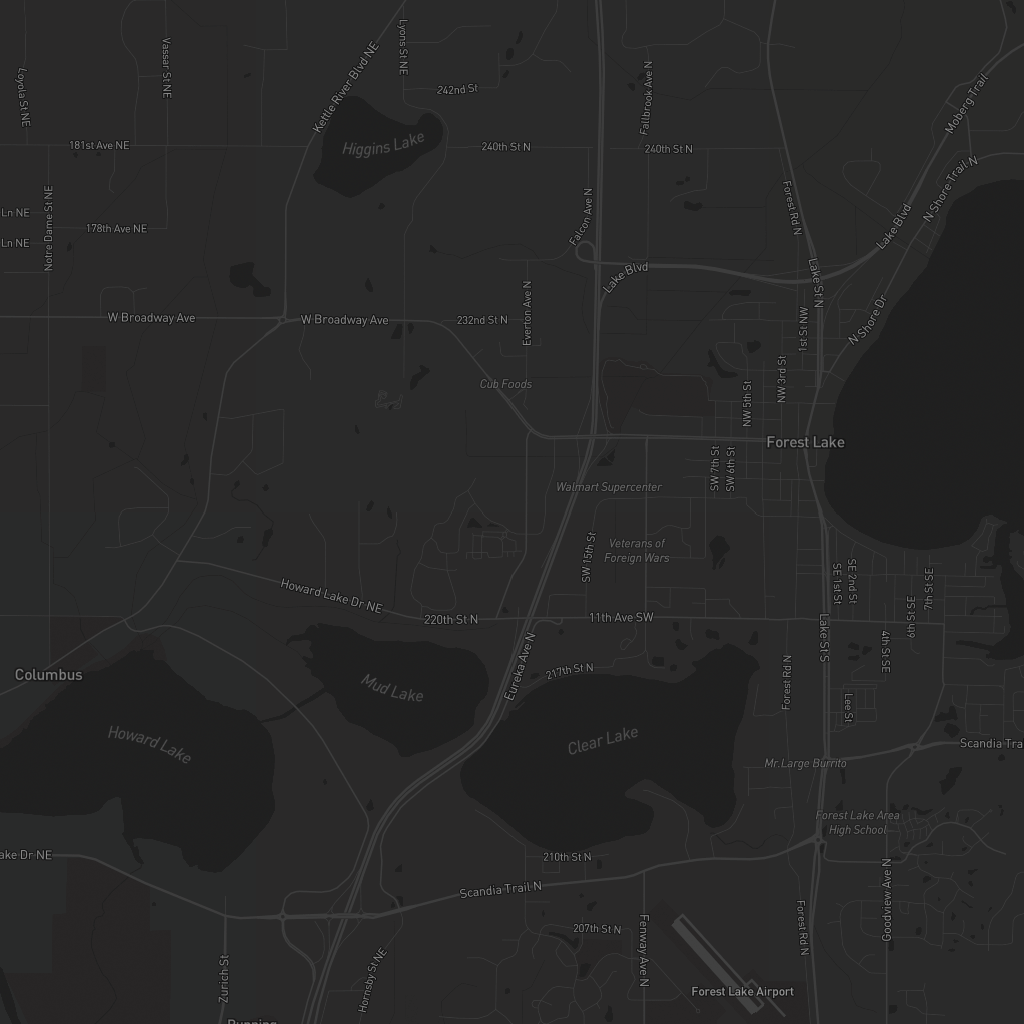 Lyons St NE
Vassar St NE
Loyola St NE
Kettle River Blvd NE
242nd St
Fallbrook Ave N
Moberg Trail
181st Ave NE
Higgins Lake
240th St N
240th St N
N Shore Trail N
Ln NE
Notre Dame St NE
178th Ave NE
Falcon Ave N
Forest Rd N
Lake Blvd
Ln NE
Lake Blvd
Lake St N
W Broadway Ave
W Broadway Ave
232nd St N
Everton Ave N
1st St NW
N Shore Dr
Cub Foods
NW 5th St
NW 3rd St
Forest Lake
SW 7th St
SW 6th St
Walmart Supercenter
SW 15th St
Veterans of
Foreign Wars
Howard Lake Dr NE
220th St N
11th Ave SW
SE 1st St
SE 2nd St
7th St SE
6th St SE
4th St SE
Lake St S
Columbus
Mud Lake
Eureka Ave N
217th St N
Forest Rd N
Lee St
Howard Lake
Clear Lake
Scandia Tra
Mr.Large Burrito
Forest Lake Area
High School
ake Dr NE
210th St N
Scandia Trail N
Goodview Ave N
207th St N
Fenway Ave N
Forest Rd N
Zurich St
Hornsby St NE
Forest Lake Airport
Running